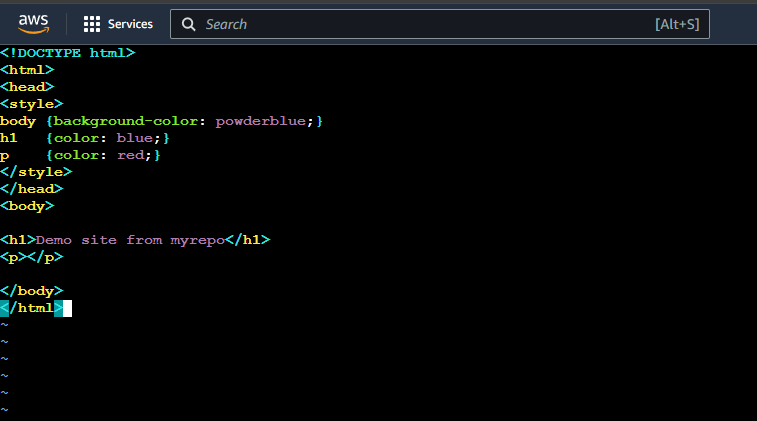 aws Services Search [Alt+S]
<!DOCTYPE html>
<html>
<head>
<style>
body {background-color: powderblue;}
h1   {color: blue;}
p    {color: red;}
</style>
</head>
<body>

<h1>Demo site from myrepo</h1>
<p></p>

</body>
</html>
~
~
~
~
~
~